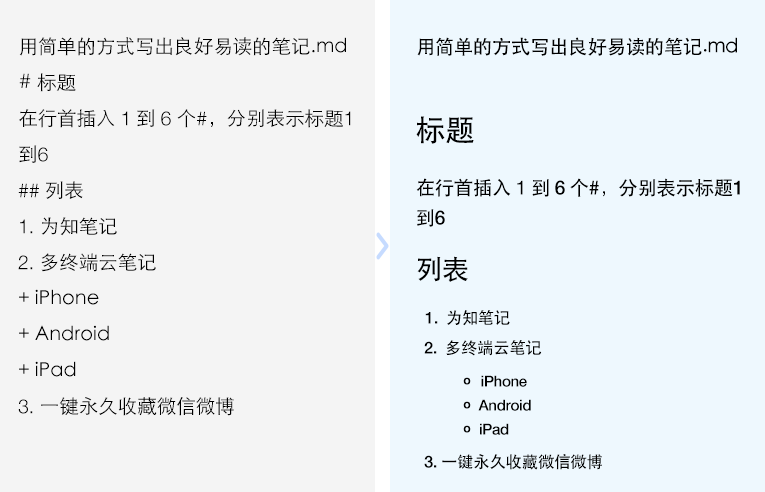 用简单的方式写出良好易读的笔记.md
# 标题
在行首插入 1 到 6 个#，分别表示标题1
到6
## 列表
1. 为知笔记
2. 多终端云笔记
+ iPhone
+ Android
+ iPad
3. 一键永久收藏微信微博
用简单的方式写出良好易读的笔记.md
标题
在行首插入 1 到 6 个#，分别表示标题1
到6
列表
1. 为知笔记
2. 多终端云笔记
iPhone
Android
iPad
3. 一键永久收藏微信微博